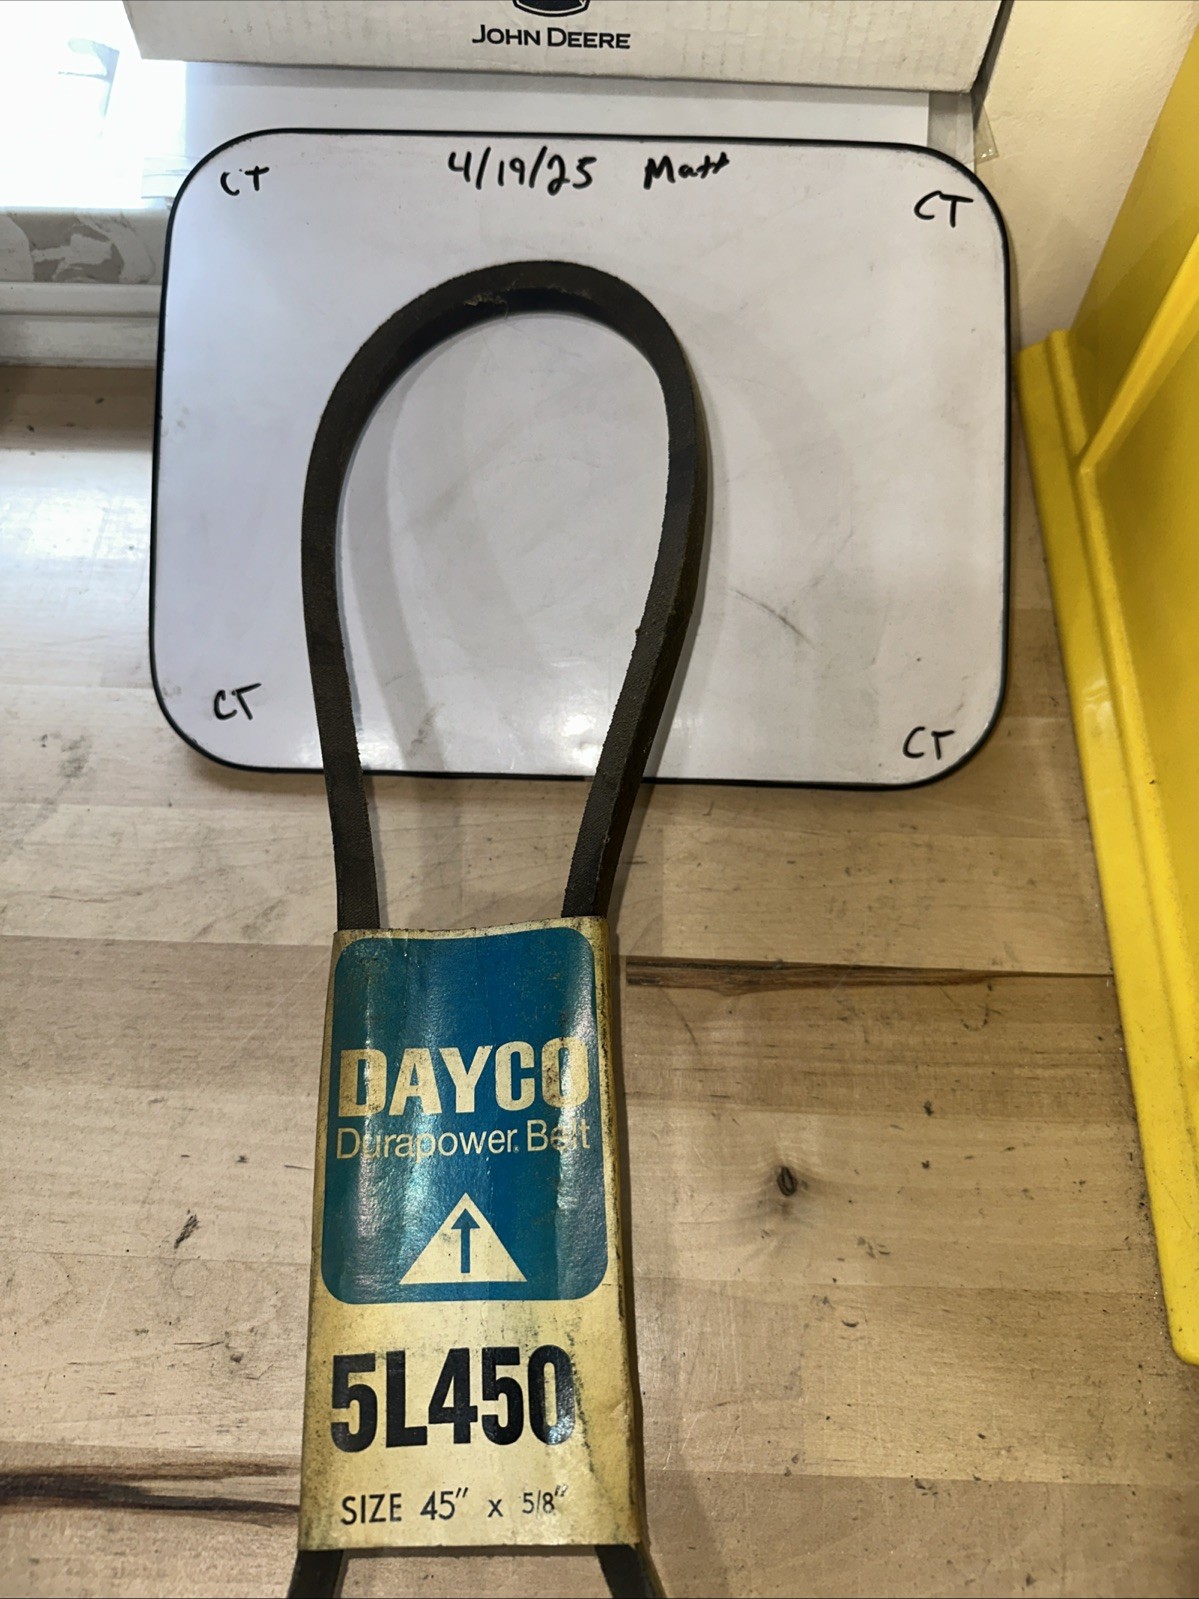 JOHN DEERE
CT 4/19/25 Matt CT
CT CT
DAYCO
Durapower. Belt
5L450
SIZE 45" x 5/8"